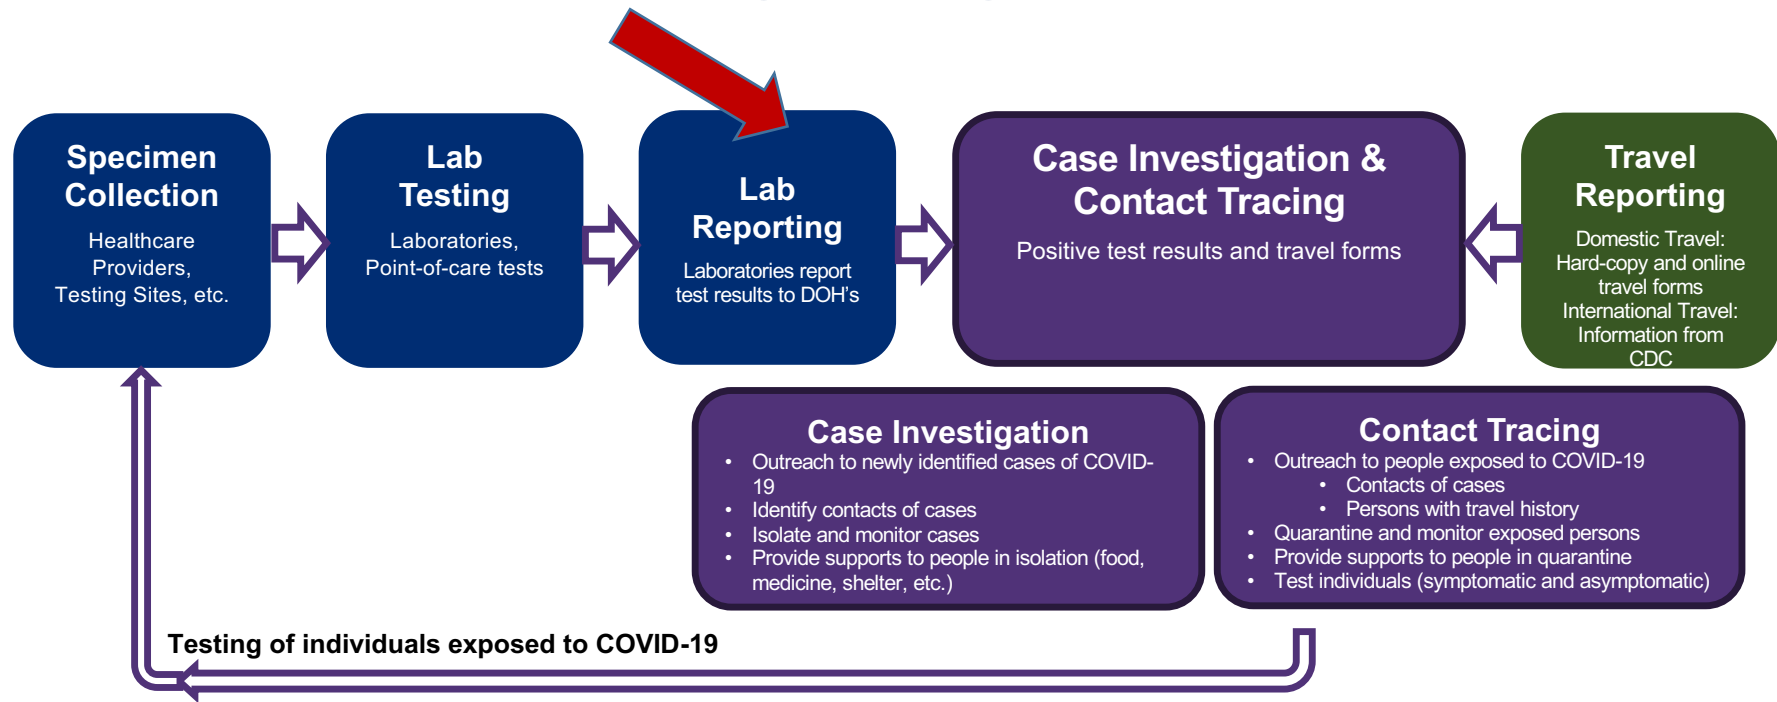 Specimen
Collection
Healthcare
Providers,
Testing Sites, etc.
Lab
Testing
Laboratories,
Point-of-care tests
Lab
Reporting
Laboratories report
test results to DOH's
Case Investigation &
Contact Tracing
Positive test results and travel forms
Travel
Reporting
Domestic Travel:
Hard-copy and online
travel forms
International Travel:
Information from
CDC
Case Investigation
• Outreach to newly identified cases of COVID-
19
• Identify contacts of cases
• Isolate and monitor cases
• Provide supports to people in isolation (food,
medicine, shelter, etc.)
Contact Tracing
• Outreach to people exposed to COVID-19
• Contacts of cases
• Persons with travel history
• Quarantine and monitor exposed persons
• Provide supports to people in quarantine
• Test individuals (symptomatic and asymptomatic)
Testing of individuals exposed to COVID-19